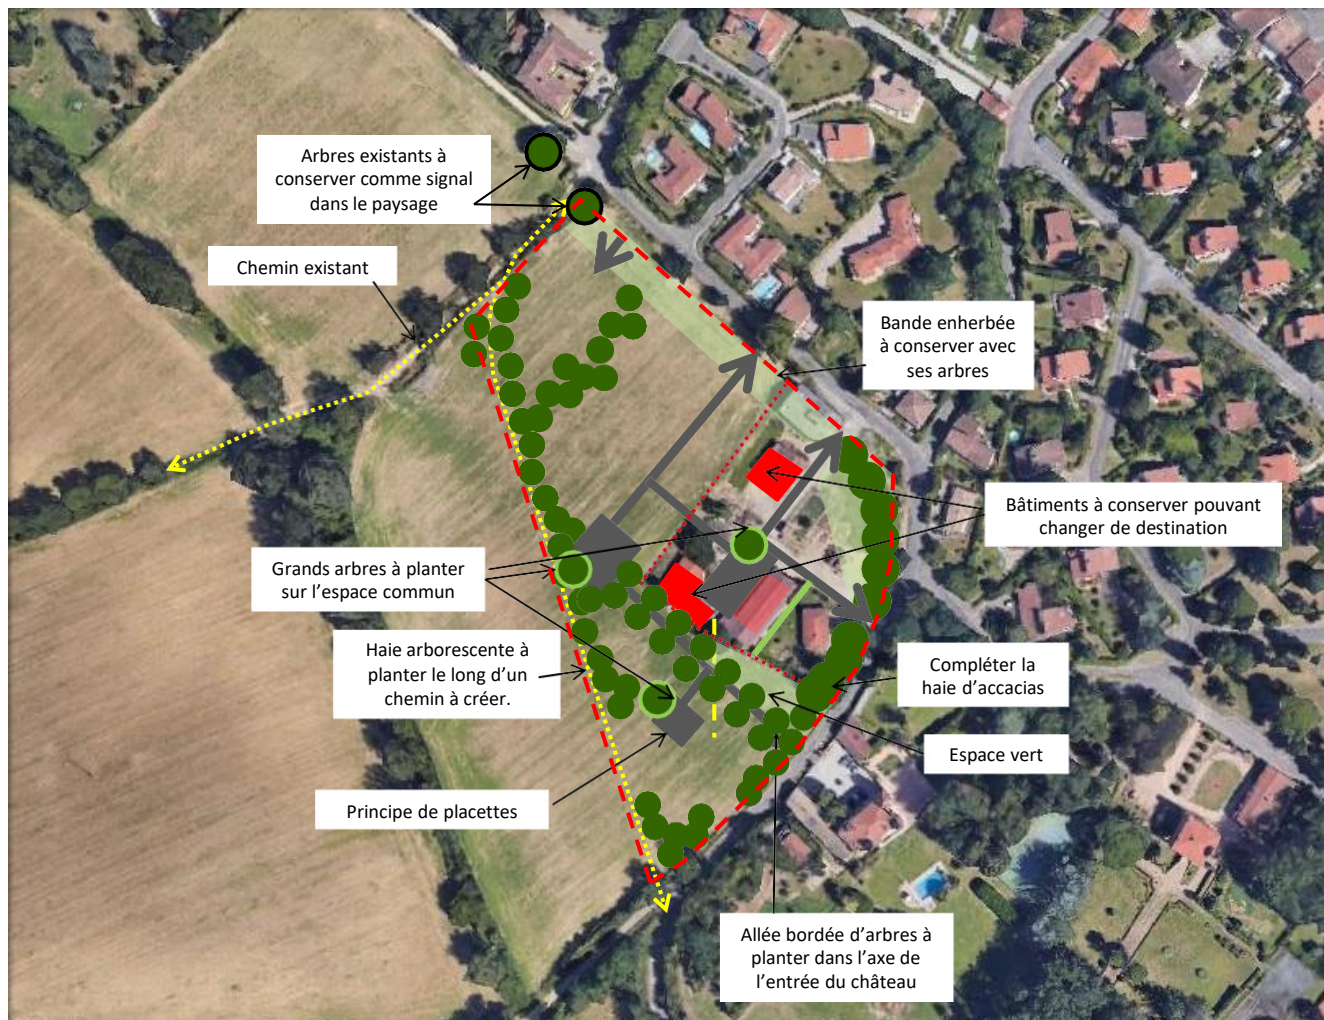 Arbres existants à
conserver comme signal
dans le paysage
Chemin existant
Bande enherbée
à conserver avec
ses arbres
Bâtiments à conserver pouvant
changer de destination
Grands arbres à planter
sur l’espace commun
Haie arborescente à
planter le long d’un
chemin à créer.
Compléter la
haie d’accacias
Espace vert
Principe de placettes
Allée bordée d’arbres à
planter dans l’axe de
l’entrée du château